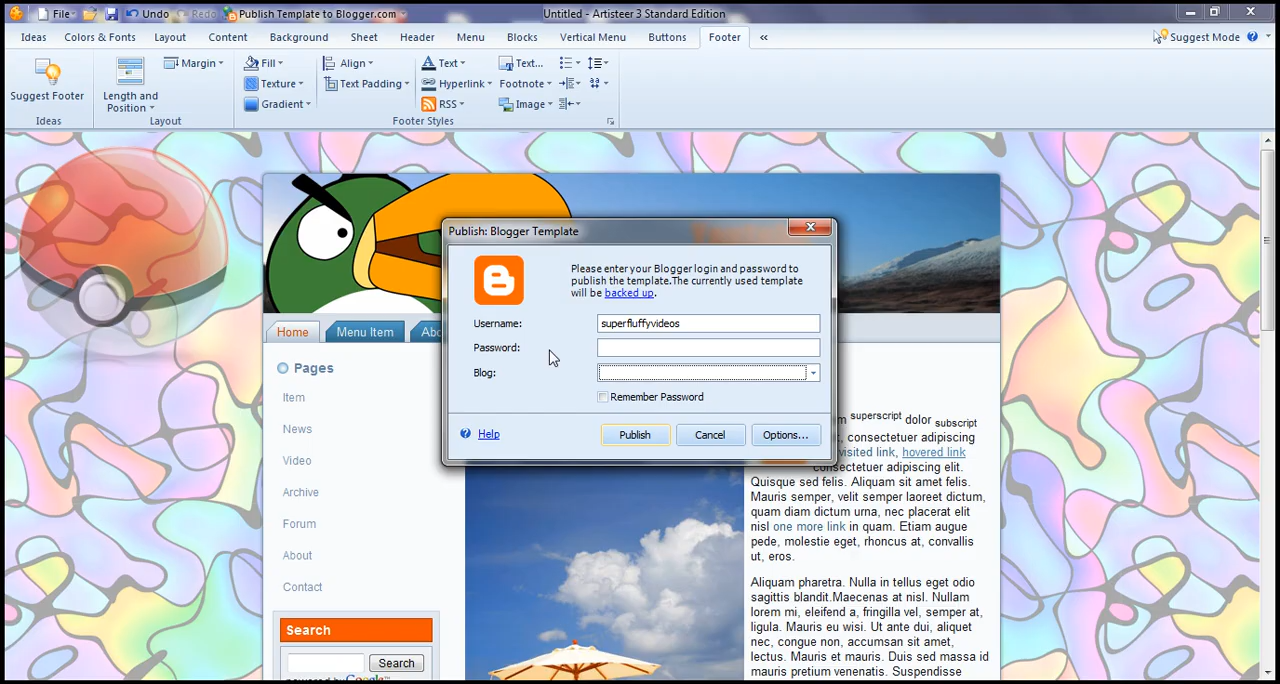 File Undo Redo Publish Template to Blogger.com
Untitled - Artisteer 3 Standard Edition
Ideas Colors & Fonts Layout Content Background Sheet Header Menu Blocks Vertical Menu Buttons Footer «
Suggest Mode
Suggest Footer
Ideas
Length and
Position
Margin
Layout
Fill
Texture
Gradient
Align
Text Padding
Text
Hyperlink
RSS
Text...
Footnote
Image
Footer Styles
Publish: Blogger Template
Please enter your Blogger login and password to
publish the template.The currently used template
will be backed up.
Username: superfluffyvideos
Password:
Blog:
Remember Password
Help
Publish Cancel Options...
Home Menu Item Abo
Pages
Item
News
Video
Archive
Forum
About
Contact
Search
Search
powered by Google
m superscript dolor subscript
, consectetuer adipiscing
visited link, hovered link
consectetuer adipiscing elit.
Quisque sed felis. Aliquam sit amet felis.
Mauris semper, velit semper laoreet dictum,
quam diam dictum urna, nec placerat elit
nisl one more link in quam. Etiam augue
pede, molestie eget, rhoncus at, convallis
ut, eros.
Aliquam pharetra. Nulla in tellus eget odio
sagittis blandit.Maecenas at nisl. Nullam
lorem mi, eleifend a, fringilla vel, semper at,
ligula. Mauris eu wisi. Ut ante dui, aliquet
nec, congue non, accumsan sit amet,
lectus. Mauris et mauris. Duis sed massa id
mauris pretium venenatis. Suspendisse